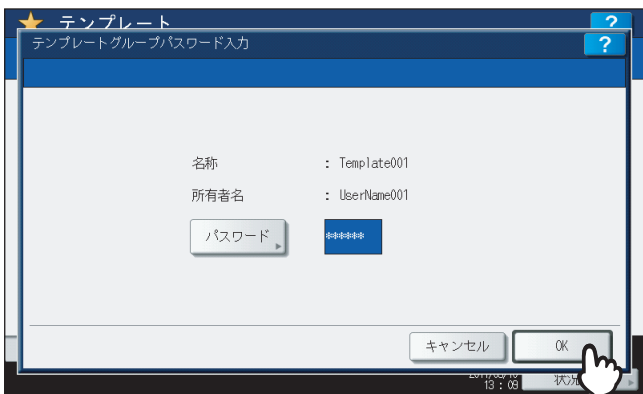 テンプレート
?
テンプレートグループパスワード入力
?
名称 : Template001
所有者名 : UserName001
パスワード ******
キャンセル OK
13 : 09 状況